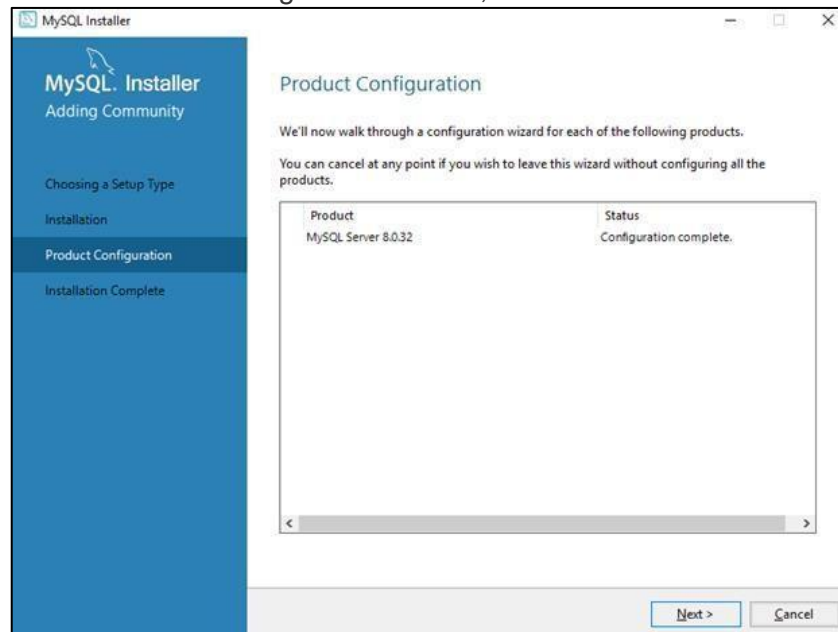 MySQL Installer
MySQL. Installer
Adding Community
Choosing a Setup Type
Installation
Product Configuration
Installation Complete
Product Configuration
We'll now walk through a configuration wizard for each of the following products.
You can cancel at any point if you wish to leave this wizard without configuring all the
products.
Product Status
MySQL Server 8.0.32 Configuration complete.
Next > Cancel